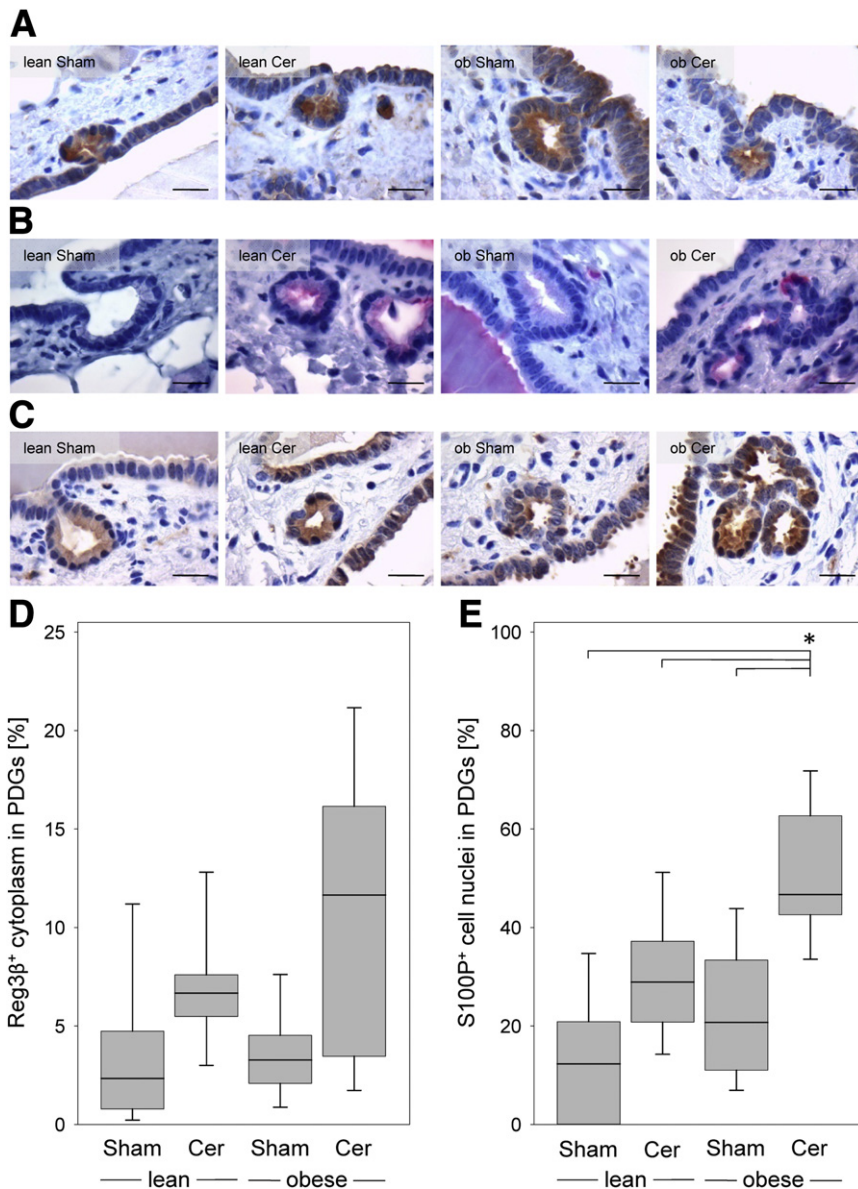 A
lean Sham
lean Cer
ob Sham
ob Cer
B
lean Sham
lean Cer
ob Sham
ob Cer
C
lean Sham
lean Cer
ob Sham
ob Cer
D
Reg3β⁺ cytoplasm in PDGs [%]
25
20
15
10
5
0
Sham
Cer
Sham
Cer
lean
obese
E
S100P⁺ cell nuclei in PDGs [%]
100
80
60
40
20
0
*
Sham
Cer
Sham
Cer
lean
obese